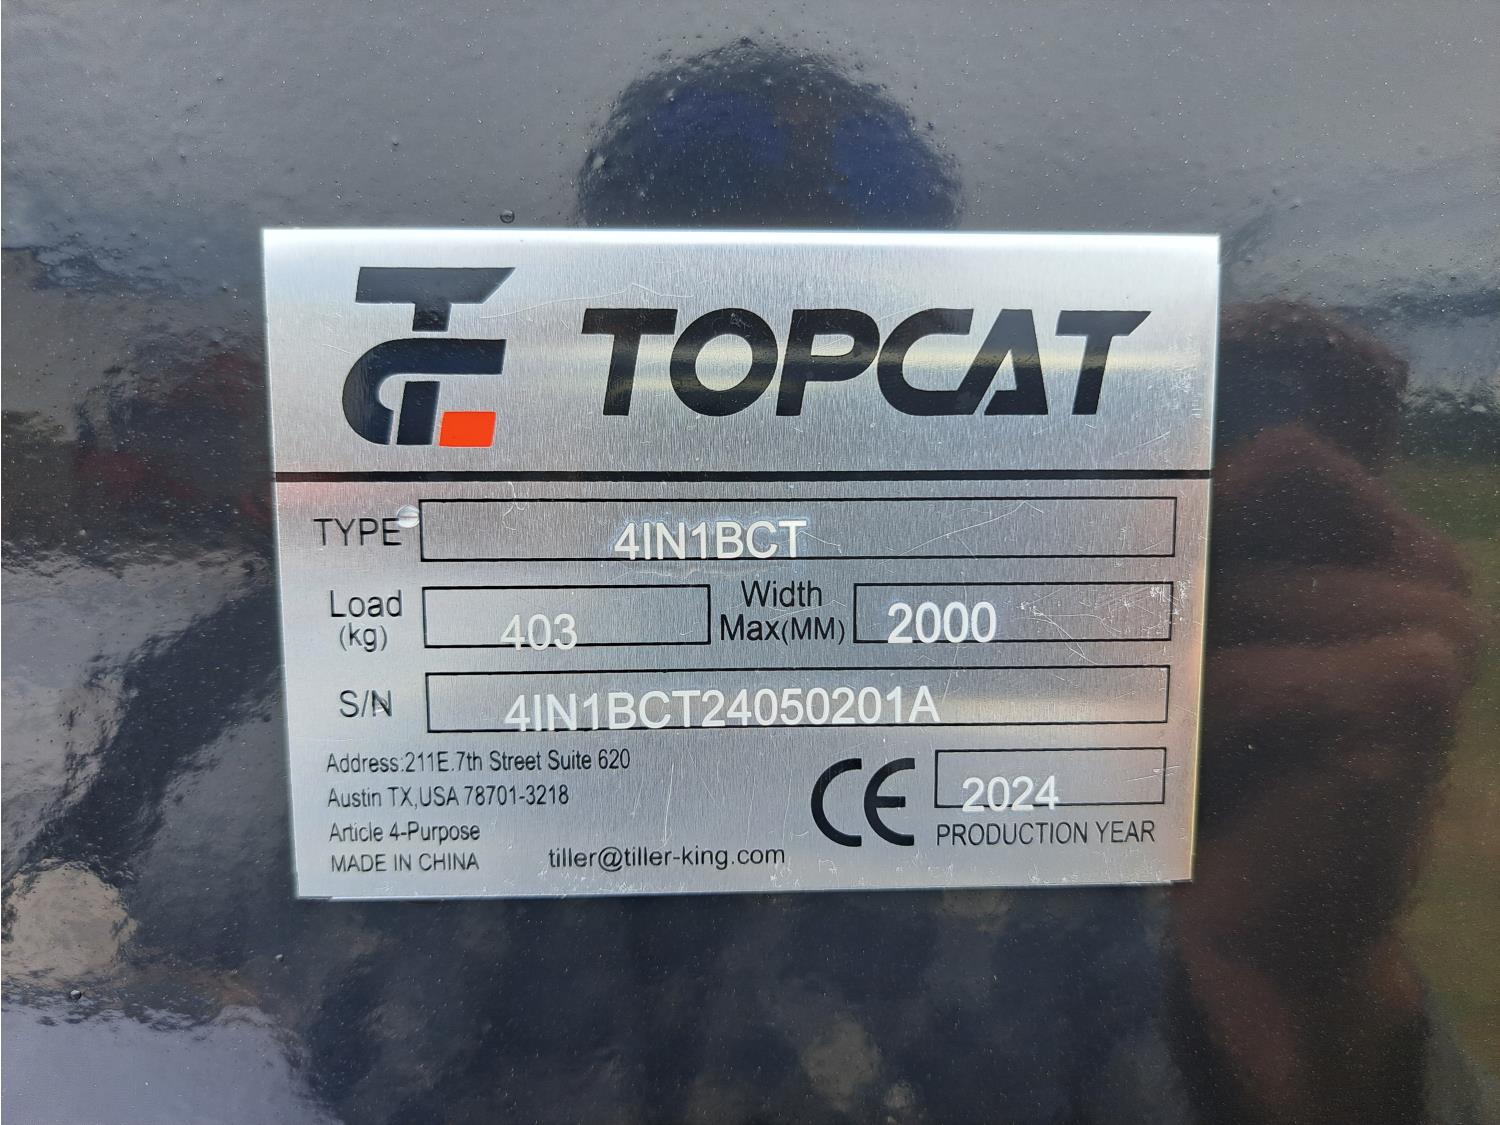 TOPCAT
TYPE 4IN1BCT
Load (kg) 403 Width Max(MM) 2000
S/N 4IN1BCT24050201A
Address:211E.7th Street Suite 620
Austin TX,USA 78701-3218
Article 4-Purpose
MADE IN CHINA
tiller@tiller-king.com
CE
2024
PRODUCTION YEAR